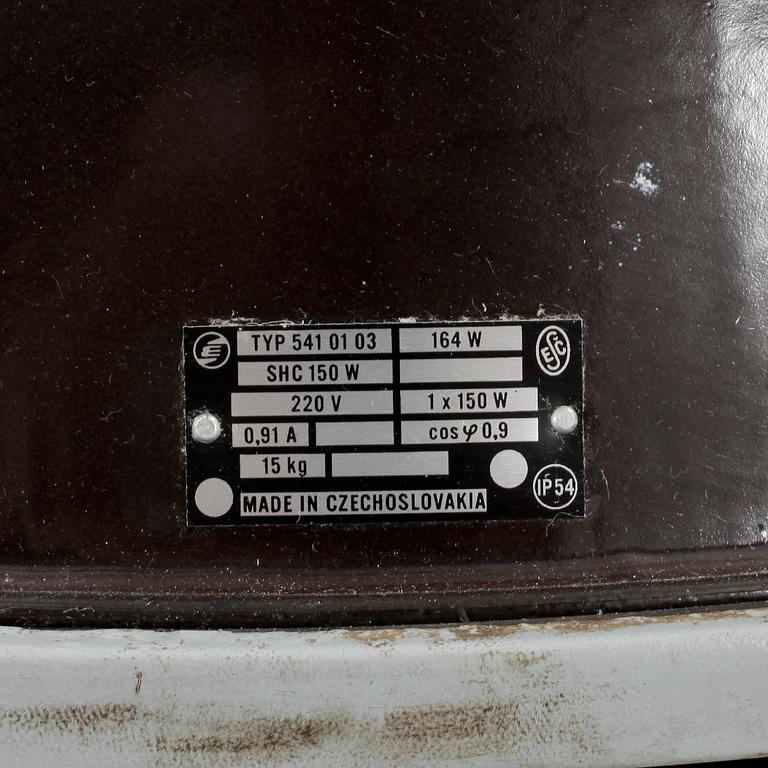 TYP 541 01 03 164 W
SHC 150 W
220 V 1 x 150 W
0,91 A cos φ 0,9
15 kg
IP54
MADE IN CZECHOSLOVAKIA
ESČ